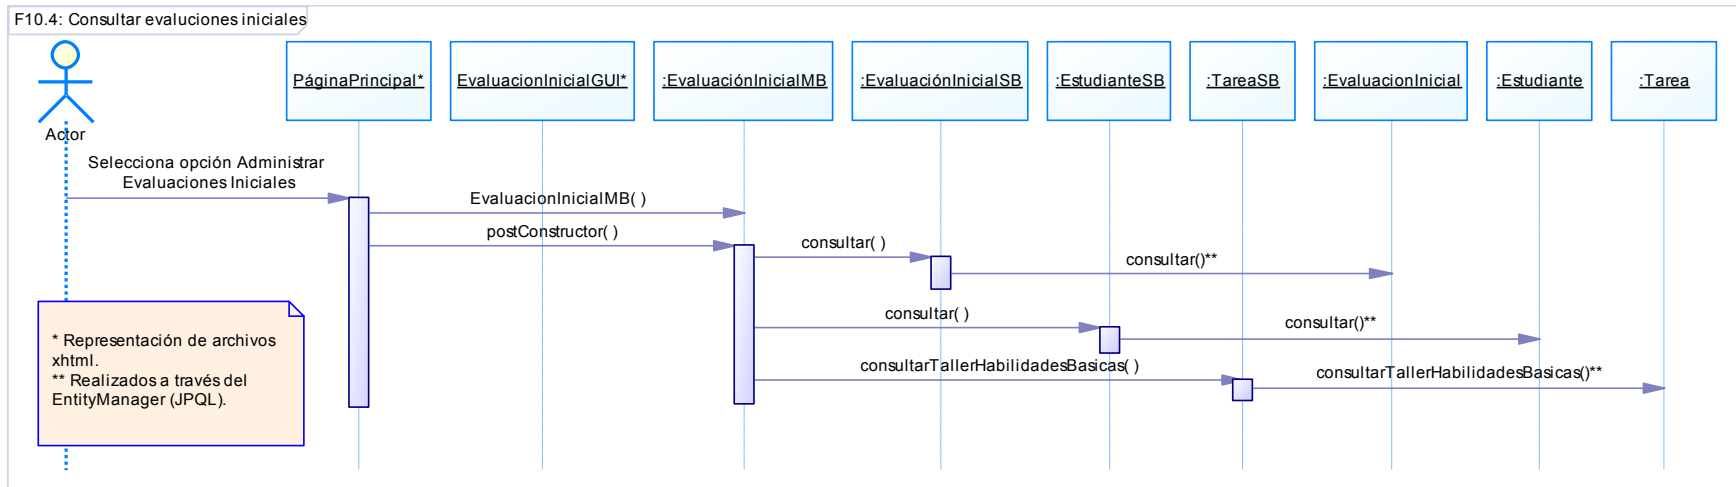 F10.4: Consultar evaluciones iniciales
PáginaPrincipal*
EvaluacionInicialGUI*
:EvaluaciónInicialMB
:EvaluaciónInicialSB
:EstudianteSB
:TareaSB
:EvaluacionInicial
:Estudiante
:Tarea
Actor
Selecciona opción Administrar
Evaluaciones Iniciales
EvaluacionInicialMB( )
postConstructor( )
consultar( )
consultar()**
consultar( )
consultar()**
consultarTallerHabilidadesBasicas( )
consultarTallerHabilidadesBasicas()**
* Representación de archivos
xhtml.
** Realizados a través del
EntityManager (JPQL).